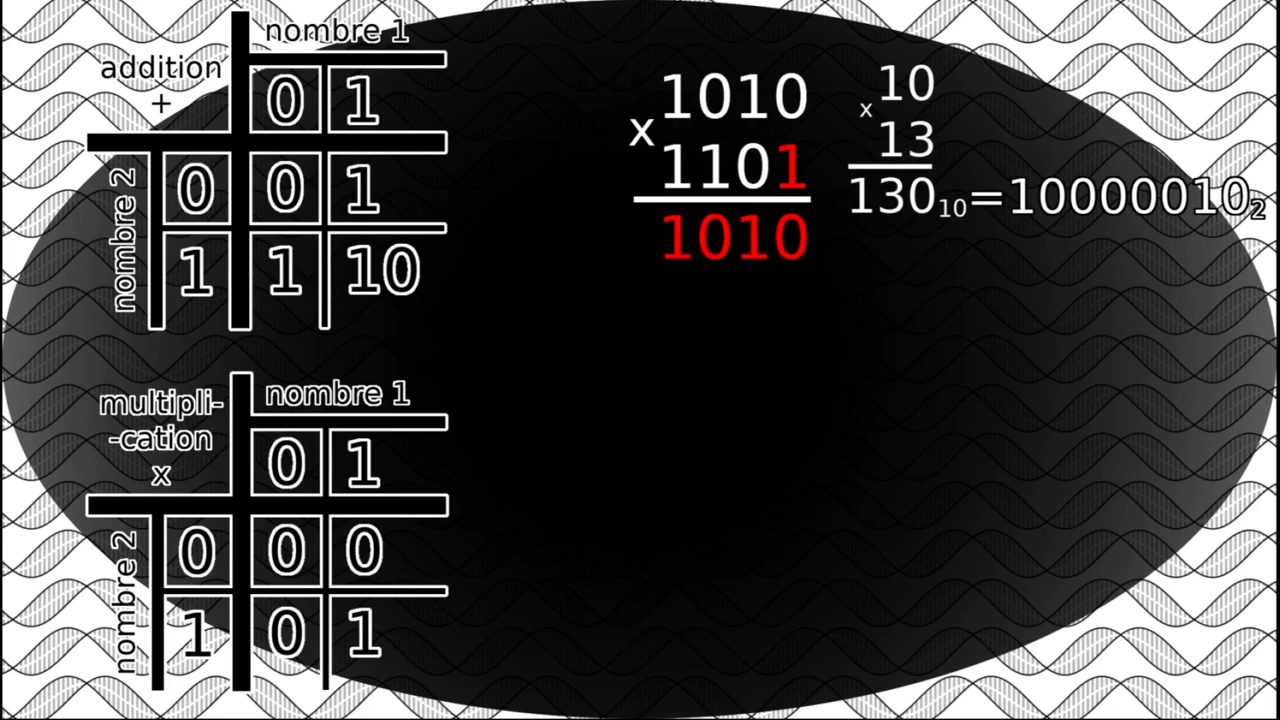 nombre 1
addition
+
0 1
nombre 2
0 0 1
1 1 10
nombre 1
multipli-
-cation
x
0 1
nombre 2
0 0 0
1 0 1
1010
x
1101
1010
10
x
13
130₁₀=10000010₂